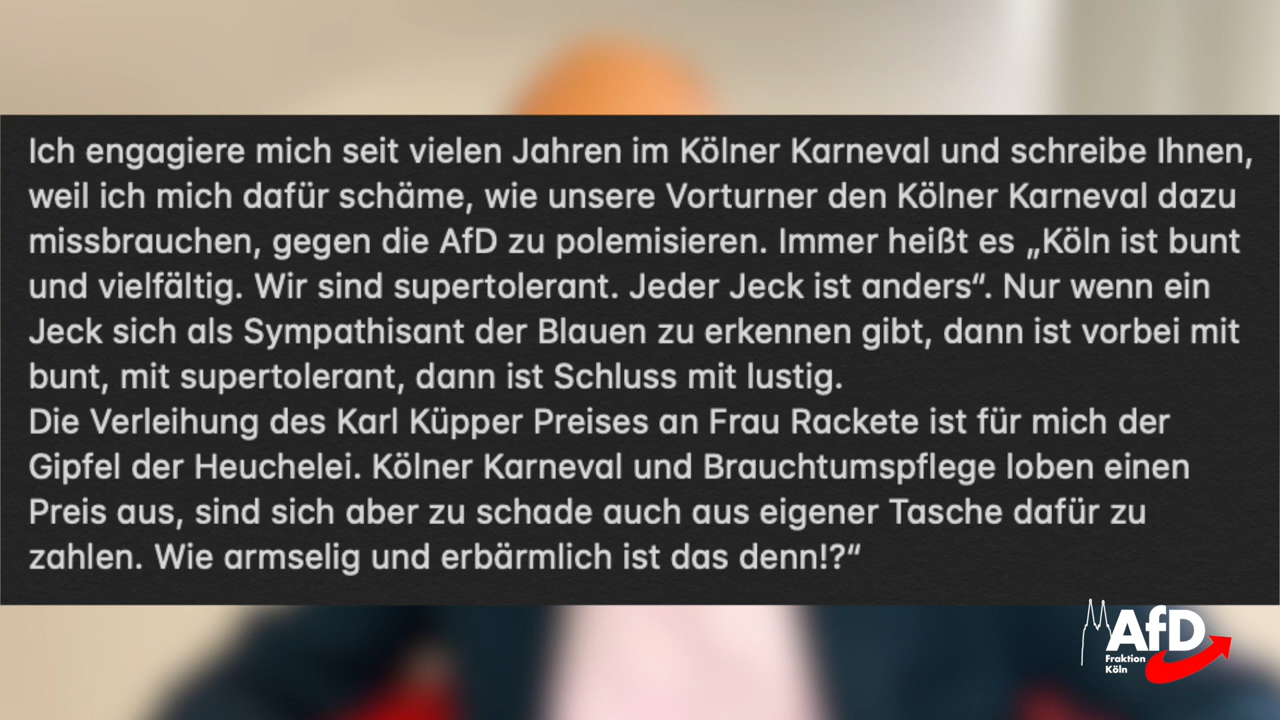 Ich engagiere mich seit vielen Jahren im Kölner Karneval und schreibe Ihnen,
weil ich mich dafür schäme, wie unsere Vorturner den Kölner Karneval dazu
missbrauchen, gegen die AfD zu polemisieren. Immer heißt es „Köln ist bunt
und vielfältig. Wir sind supertolerant. Jeder Jeck ist anders“. Nur wenn ein
Jeck sich als Sympathisant der Blauen zu erkennen gibt, dann ist vorbei mit
bunt, mit supertolerant, dann ist Schluss mit lustig.
Die Verleihung des Karl Küpper Preises an Frau Rackete ist für mich der
Gipfel der Heuchelei. Kölner Karneval und Brauchtumspflege loben einen
Preis aus, sind sich aber zu schade auch aus eigener Tasche dafür zu
zahlen. Wie armselig und erbärmlich ist das denn!?“
AfD
Fraktion
Köln